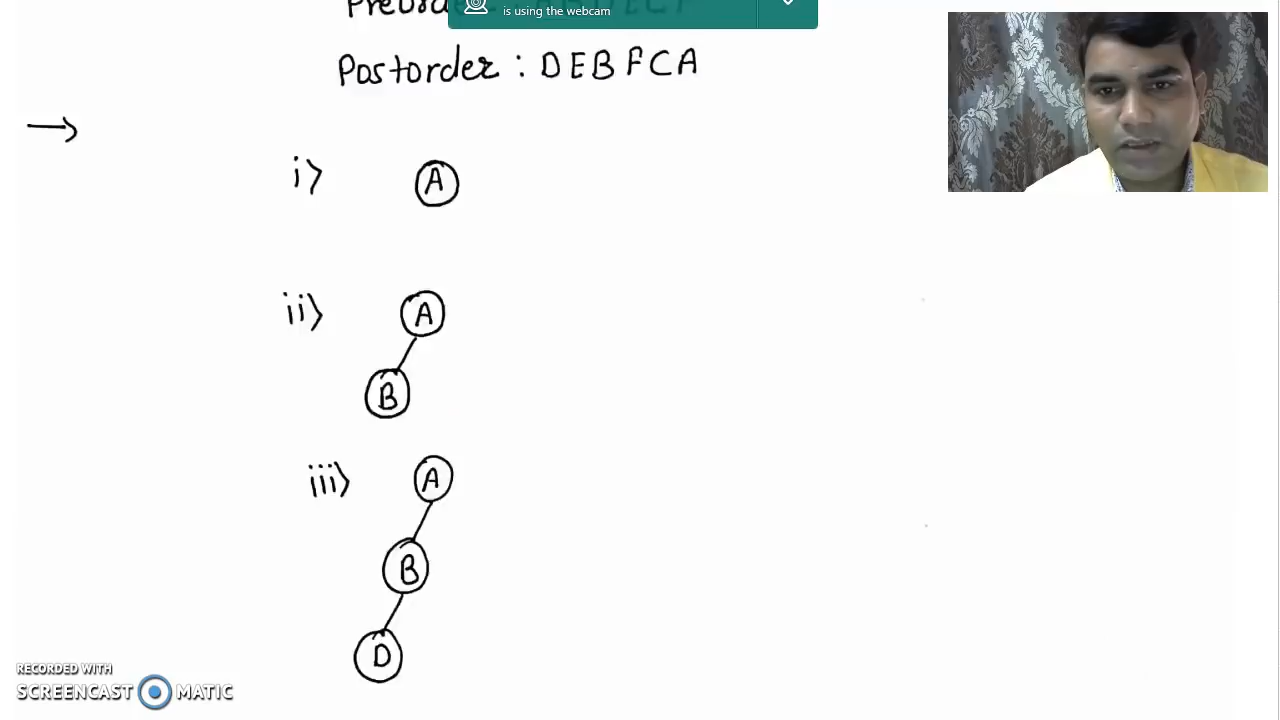 is using the webcam
Postorder : DEBFCA
i> A
ii> A
B
iii> A
B
D
RECORDED WITH
SCREENCAST MATIC